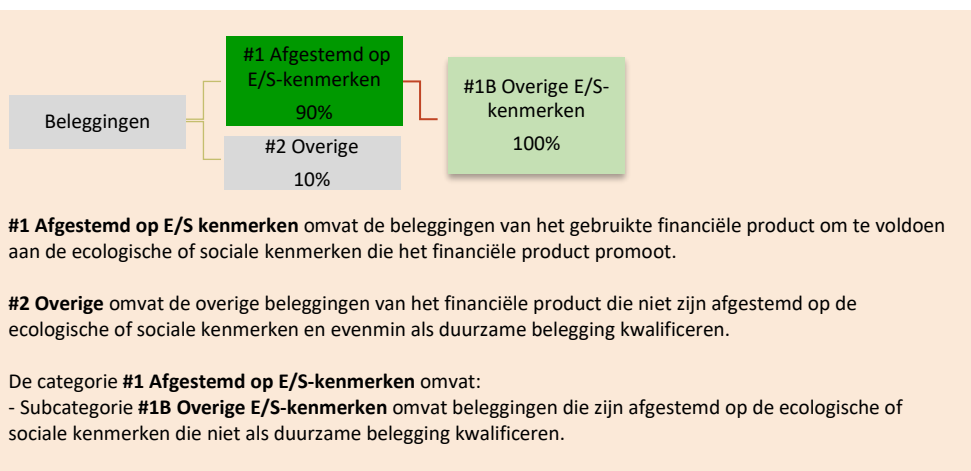 Beleggingen
#1 Afgestemd op
E/S-kenmerken
90%
#2 Overige
10%
#1B Overige E/S-
kenmerken
100%
#1 Afgestemd op E/S kenmerken omvat de beleggingen van het gebruikte financiële product om te voldoen
aan de ecologische of sociale kenmerken die het financiële product promoot.
#2 Overige omvat de overige beleggingen van het financiële product die niet zijn afgestemd op de
ecologische of sociale kenmerken en evenmin als duurzame belegging kwalificeren.
De categorie #1 Afgestemd op E/S-kenmerken omvat:
- Subcategorie #1B Overige E/S-kenmerken omvat beleggingen die zijn afgestemd op de ecologische of
sociale kenmerken die niet als duurzame belegging kwalificeren.